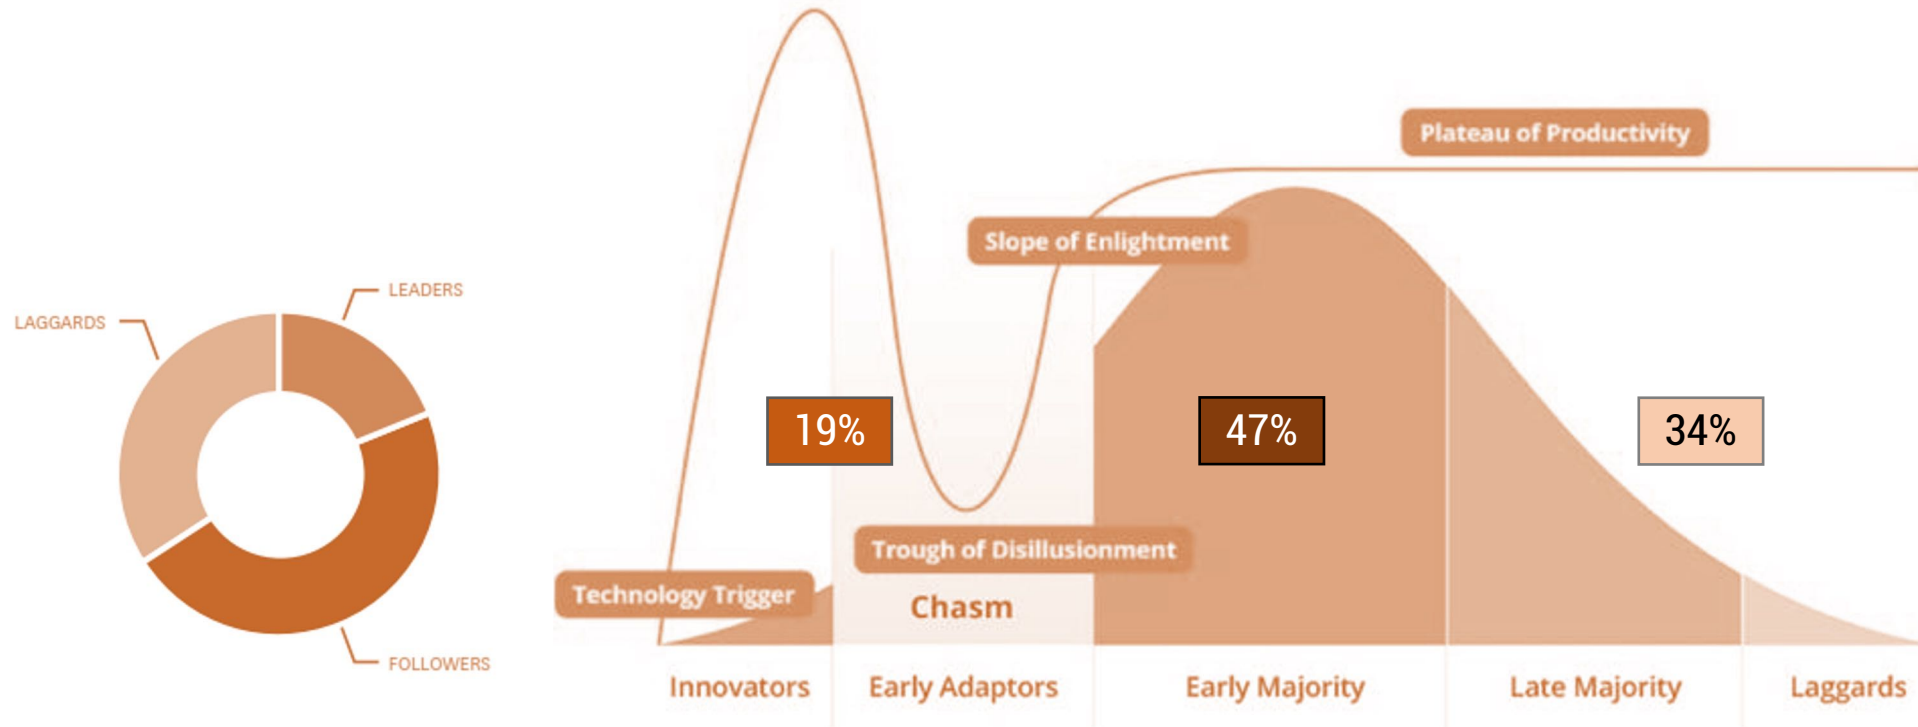 LEADERS
LAGGARDS
FOLLOWERS
Plateau of Productivity
Slope of Enlightment
19%
47%
34%
Trough of Disillusionment
Technology Trigger
Chasm
Innovators
Early Adaptors
Early Majority
Late Majority
Laggards